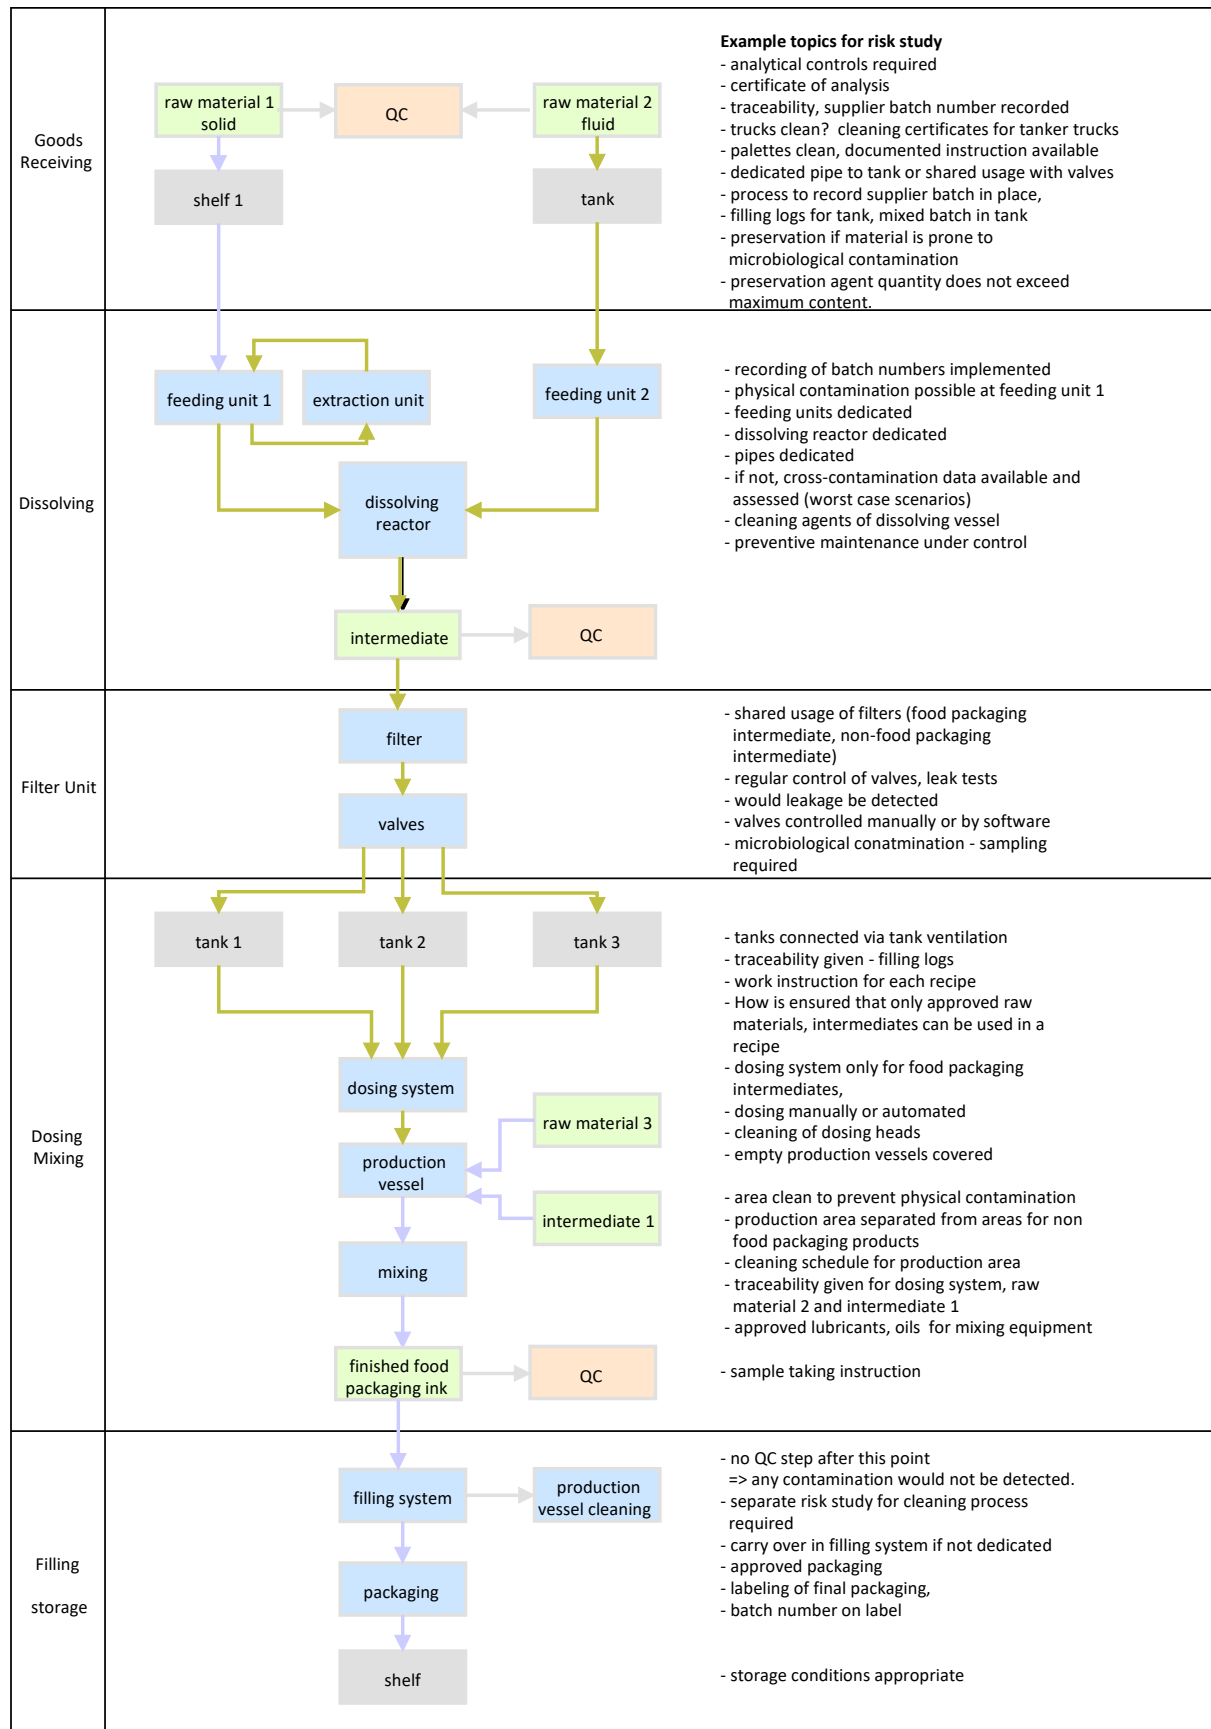 Example topics for risk study
- analytical controls required
- certificate of analysis
- traceability, supplier batch number recorded
- trucks clean?  cleaning certificates for tanker trucks
- palettes clean, documented instruction available
- dedicated pipe to tank or shared usage with valves
- process to record supplier batch in place,
- filling logs for tank, mixed batch in tank
- preservation if material is prone to
microbiological contamination
- preservation agent quantity does not exceed
maximum content.
Goods
Receiving
raw material 1
solid
QC
raw material 2
fluid
shelf 1
tank
Dissolving
feeding unit 1
extraction unit
feeding unit 2
dissolving
reactor
intermediate
QC
- recording of batch numbers implemented
- physical contamination possible at feeding unit 1
- feeding units dedicated
- dissolving reactor dedicated
- pipes dedicated
- if not, cross-contamination data available and
assessed (worst case scenarios)
- cleaning agents of dissolving vessel
- preventive maintenance under control
Filter Unit
filter
valves
- shared usage of filters (food packaging
intermediate, non-food packaging
intermediate)
- regular control of valves, leak tests
- would leakage be detected
- valves controlled manually or by software
- microbiological conatmination - sampling
required
Dosing
Mixing
tank 1
tank 2
tank 3
dosing system
raw material 3
production
vessel
intermediate 1
mixing
finished food
packaging ink
QC
- tanks connected via tank ventilation
- traceability given - filling logs
- work instruction for each recipe
- How is ensured that only approved raw
materials, intermediates can be used in a
recipe
- dosing system only for food packaging
intermediates,
- dosing manually or automated
- cleaning of dosing heads
- empty production vessels covered
- area clean to prevent physical contamination
- production area separated from areas for non
food packaging products
- cleaning schedule for production area
- traceability given for dosing system, raw
material 2 and intermediate 1
- approved lubricants, oils  for mixing equipment
- sample taking instruction
Filling
storage
filling system
production
vessel cleaning
packaging
shelf
- no QC step after this point
=> any contamination would not be detected.
- separate risk study for cleaning process
required
- carry over in filling system if not dedicated
- approved packaging
- labeling of final packaging,
- batch number on label
- storage conditions appropriate